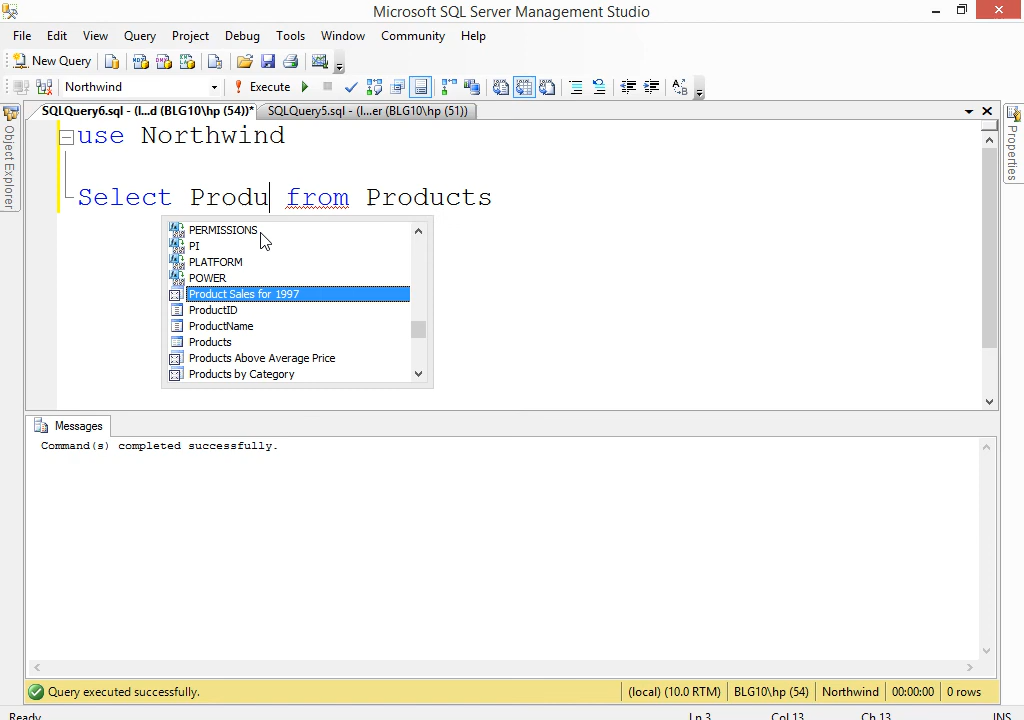 Microsoft SQL Server Management Studio
File Edit View Query Project Debug Tools Window Community Help
New Query
Northwind Execute
SQLQuery6.sql - (l...d (BLG10\hp (54))* SQLQuery5.sql - (l...er (BLG10\hp (51))
Object Explorer
Properties
use Northwind
Select Produ from Products
PERMISSIONS
PI
PLATFORM
POWER
Product Sales for 1997
ProductID
ProductName
Products
Products Above Average Price
Products by Category
Messages
Command(s) completed successfully.
Query executed successfully. (local) (10.0 RTM) BLG10\hp (54) Northwind 00:00:00 0 rows
Ready Ln 3 Col 13 Ch 13 INS